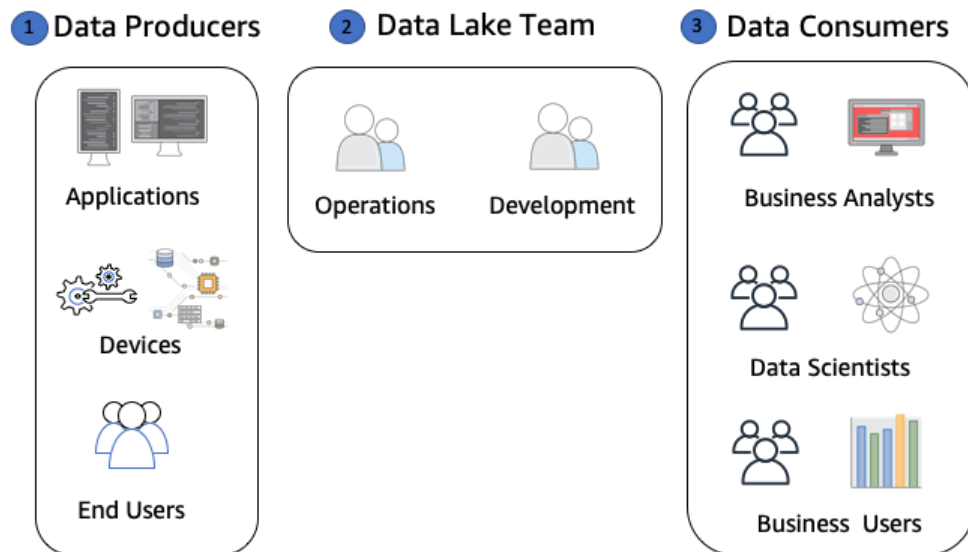 1 Data Producers
Applications
Devices
End Users
2 Data Lake Team
Operations
Development
3 Data Consumers
Business Analysts
Data Scientists
Business Users